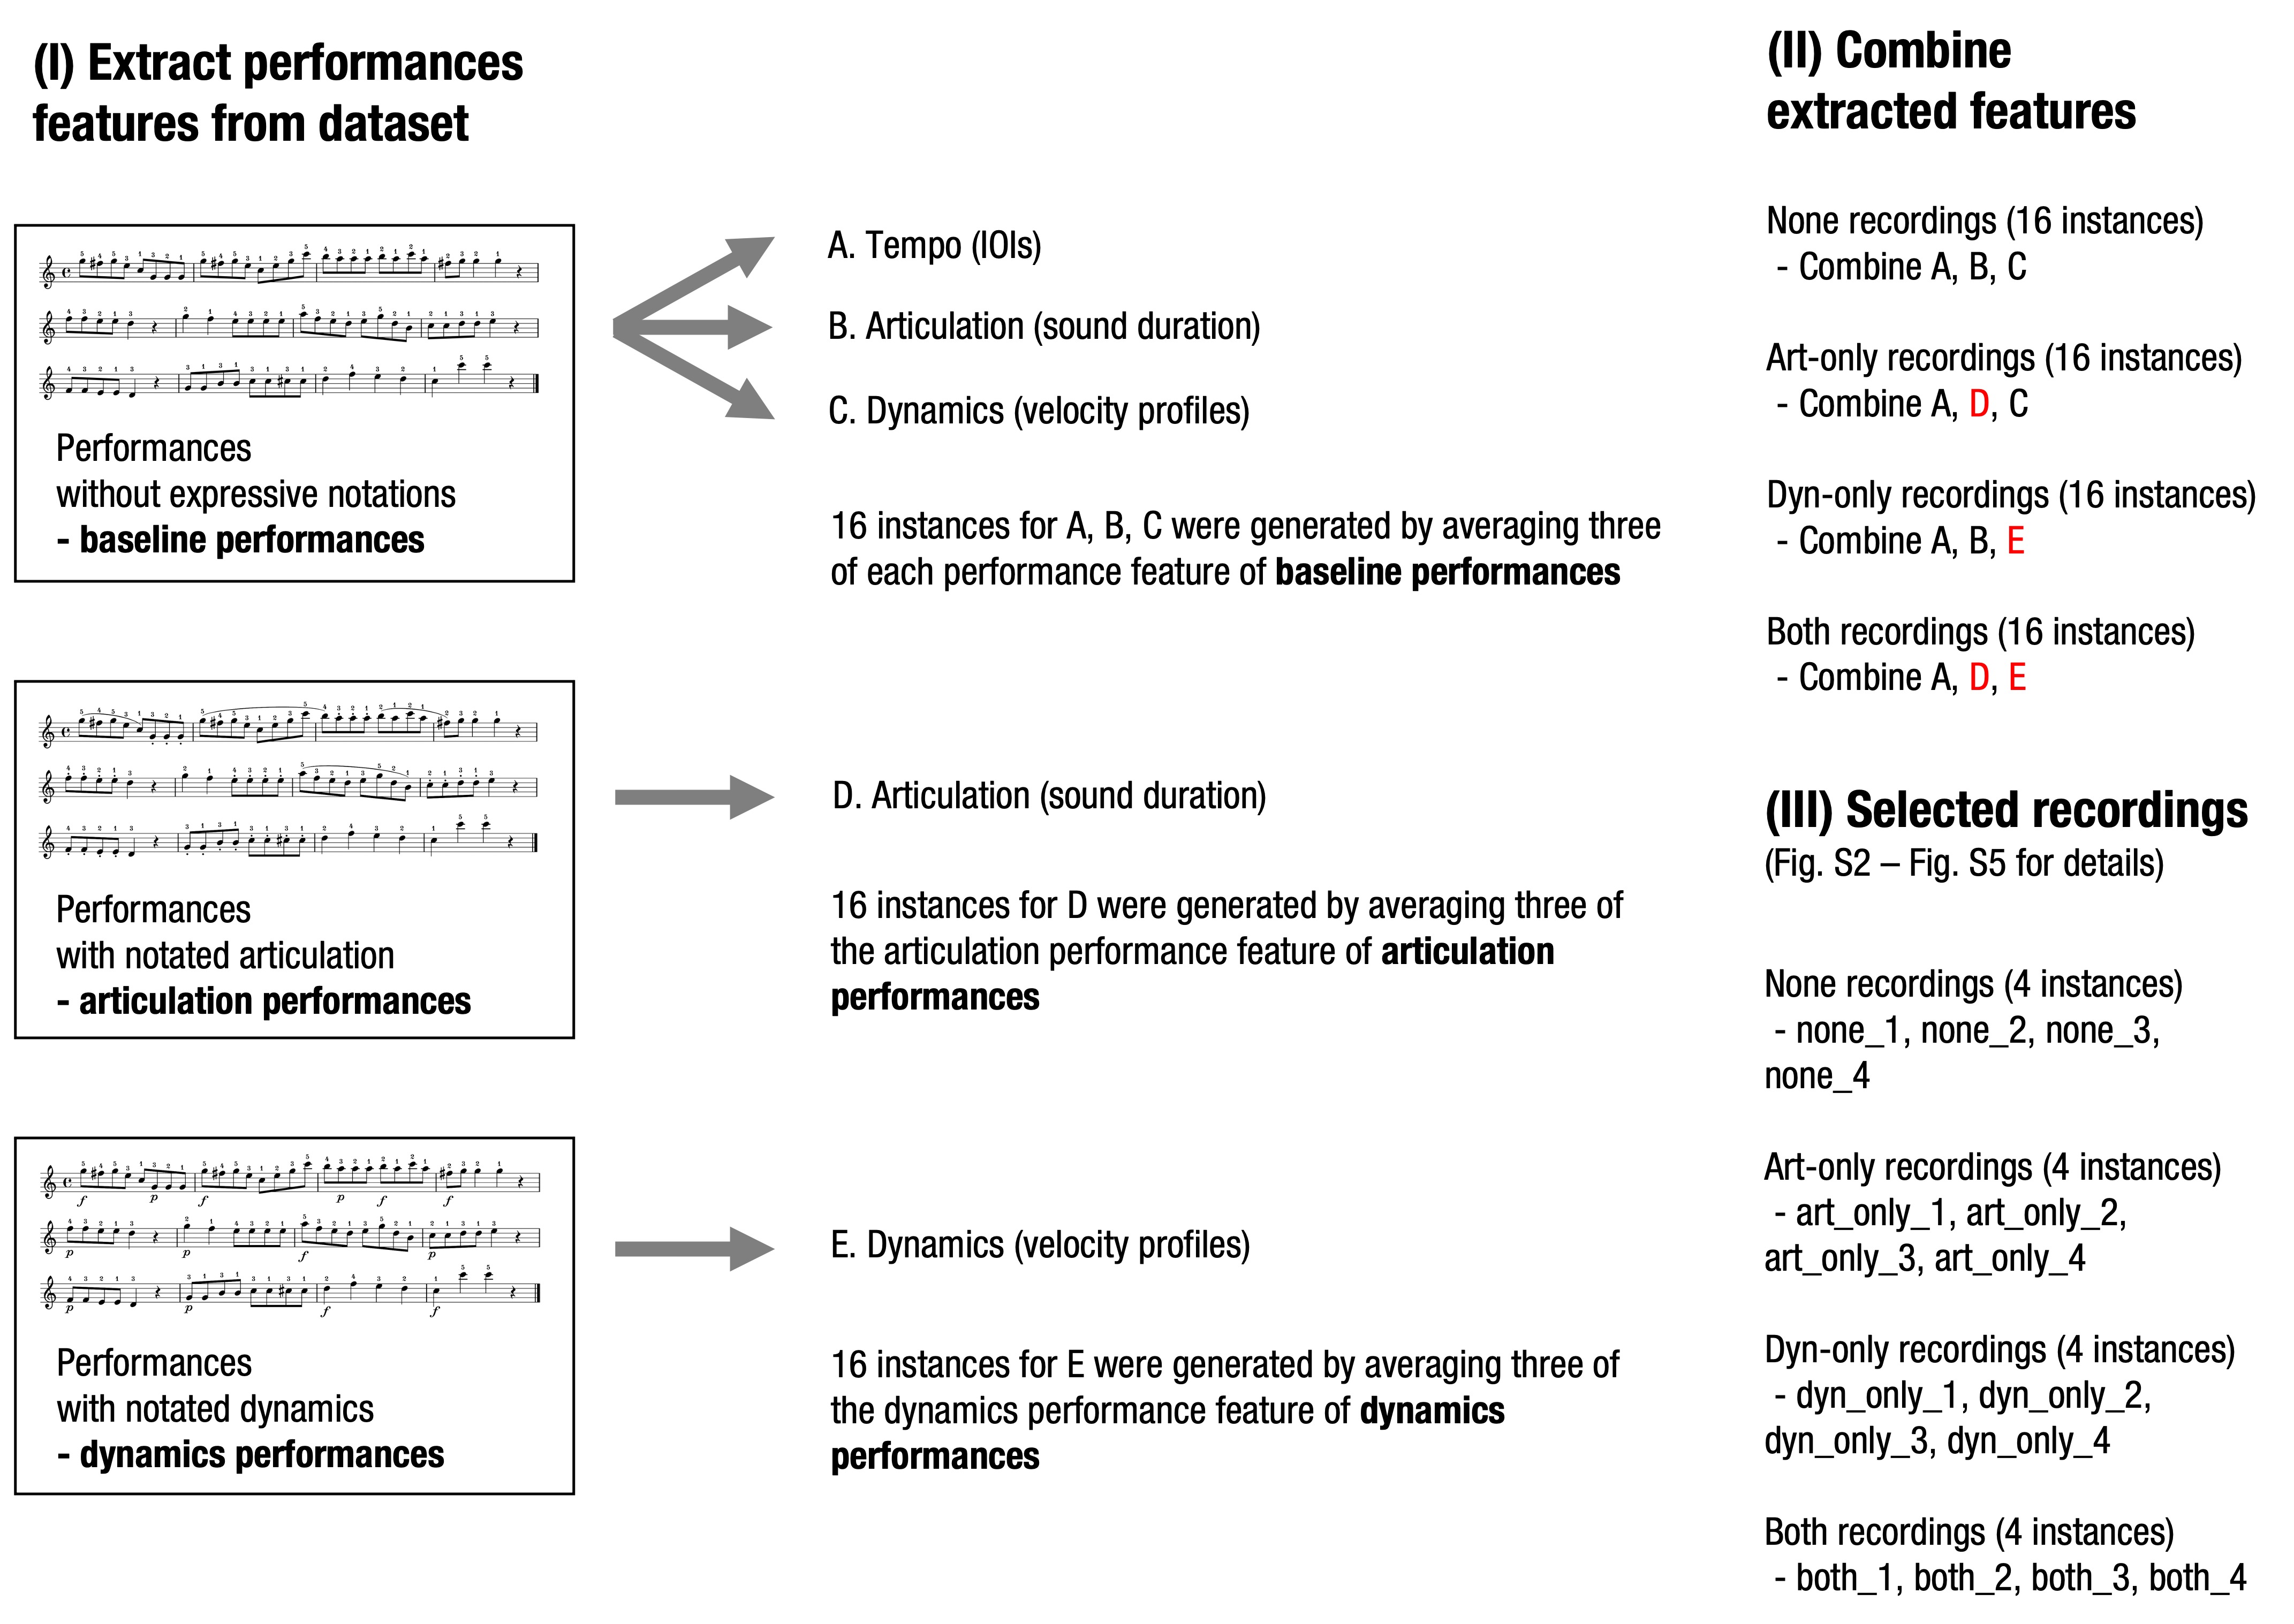 (I) Extract performances
features from dataset
Performances
without expressive notations
- baseline performances
A. Tempo (IOIs)
B. Articulation (sound duration)
C. Dynamics (velocity profiles)
16 instances for A, B, C were generated by averaging three
of each performance feature of baseline performances
Performances
with notated articulation
- articulation performances
D. Articulation (sound duration)
16 instances for D were generated by averaging three of
the articulation performance feature of articulation
performances
Performances
with notated dynamics
- dynamics performances
E. Dynamics (velocity profiles)
16 instances for E were generated by averaging three of
the dynamics performance feature of dynamics
performances
(II) Combine
extracted features
None recordings (16 instances)
- Combine A, B, C
Art-only recordings (16 instances)
- Combine A, D, C
Dyn-only recordings (16 instances)
- Combine A, B, E
Both recordings (16 instances)
- Combine A, D, E
(III) Selected recordings
(Fig. S2 – Fig. S5 for details)
None recordings (4 instances)
- none_1, none_2, none_3,
none_4
Art-only recordings (4 instances)
- art_only_1, art_only_2,
art_only_3, art_only_4
Dyn-only recordings (4 instances)
- dyn_only_1, dyn_only_2,
dyn_only_3, dyn_only_4
Both recordings (4 instances)
- both_1, both_2, both_3, both_4